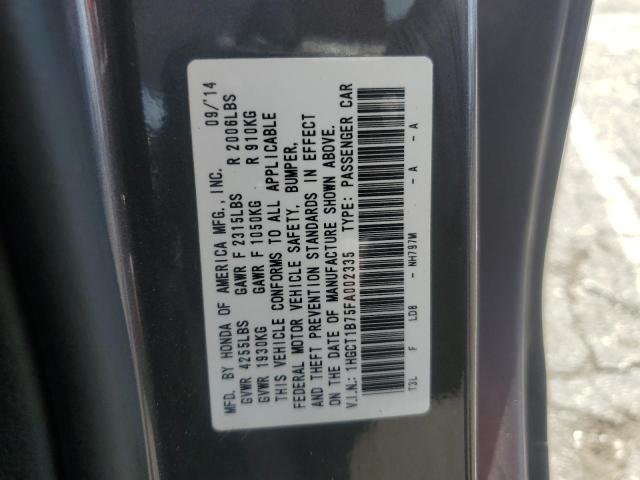 MFD. BY HONDA OF AMERICA MFG., INC. 09/'14
GVWR 4255LBS GAWR F 2315LBS R 2006LBS
GVWR 1930KG GAWR F 1050KG R 910KG
THIS VEHICLE CONFORMS TO ALL APPLICABLE
FEDERAL MOTOR VEHICLE SAFETY, BUMPER,
AND THEFT PREVENTION STANDARDS IN EFFECT
ON THE DATE OF MANUFACTURE SHOWN ABOVE.
V.I.N.: 1HGCT1B75FA002335 TYPE: PASSENGER CAR
T3L F LD8 - NH797M - A - A